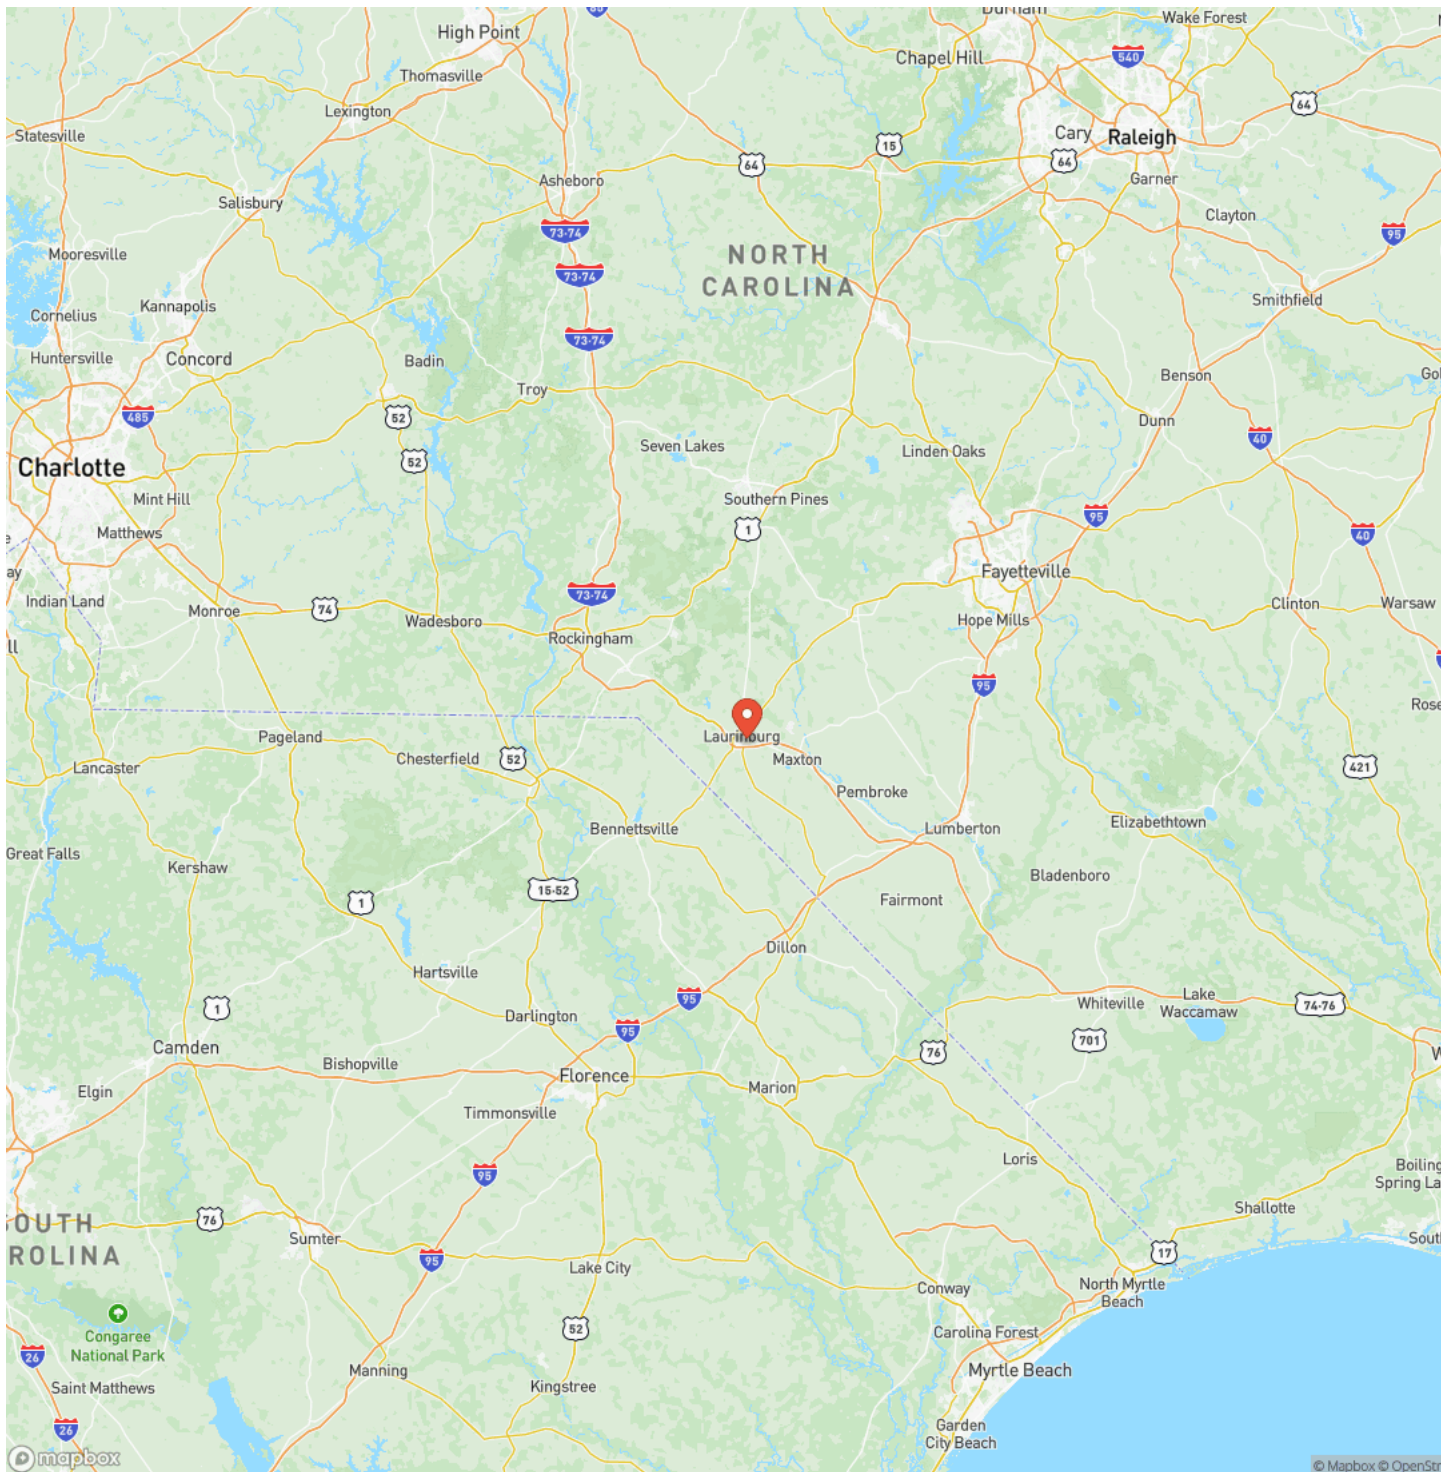 85
High Point
Durham
Wake Forest
Chapel Hill
540
Thomasville
Lexington
64
Statesville
15
Cary
Raleigh
64
64
Asheboro
Garner
Salisbury
Clayton
73-74
95
Mooresville
NORTH
CAROLINA
73-74
Kannapolis
Smithfield
Cornelius
73-74
Huntersville
Concord
Badin
Benson
Gol
Troy
485
52
Dunn
40
Seven Lakes
Linden Oaks
52
Charlotte
Mint Hill
Southern Pines
95
Matthews
1
40
e
ay
Fayetteville
73-74
Indian Land
Monroe
74
Wadesboro
Clinton
Warsaw
Hope Mills
Rockingham
ll
95
Rose
Laurinburg
Pageland
Chesterfield
52
Maxton
Lancaster
421
Pembroke
Bennettsville
Lumberton
Elizabethtown
Great Falls
Kershaw
Bladenboro
15-52
1
Fairmont
Dillon
Hartsville
95
Lake
Waccamaw
Whiteville
74-76
1
Darlington
95
701
Camden
76
W
Bishopville
Florence
Marion
Elgin
Timmonsville
Loris
Boiling
Spring La
95
OUTH
ROLINA
76
Shallotte
Sumter
South
95
17
Lake City
Conway
North Myrtle
Beach
Congaree
National Park
52
Carolina Forest
26
Manning
Myrtle Beach
Saint Matthews
Kingstree
26
Garden
City Beach
mapbox
© Mapbox © OpenStr